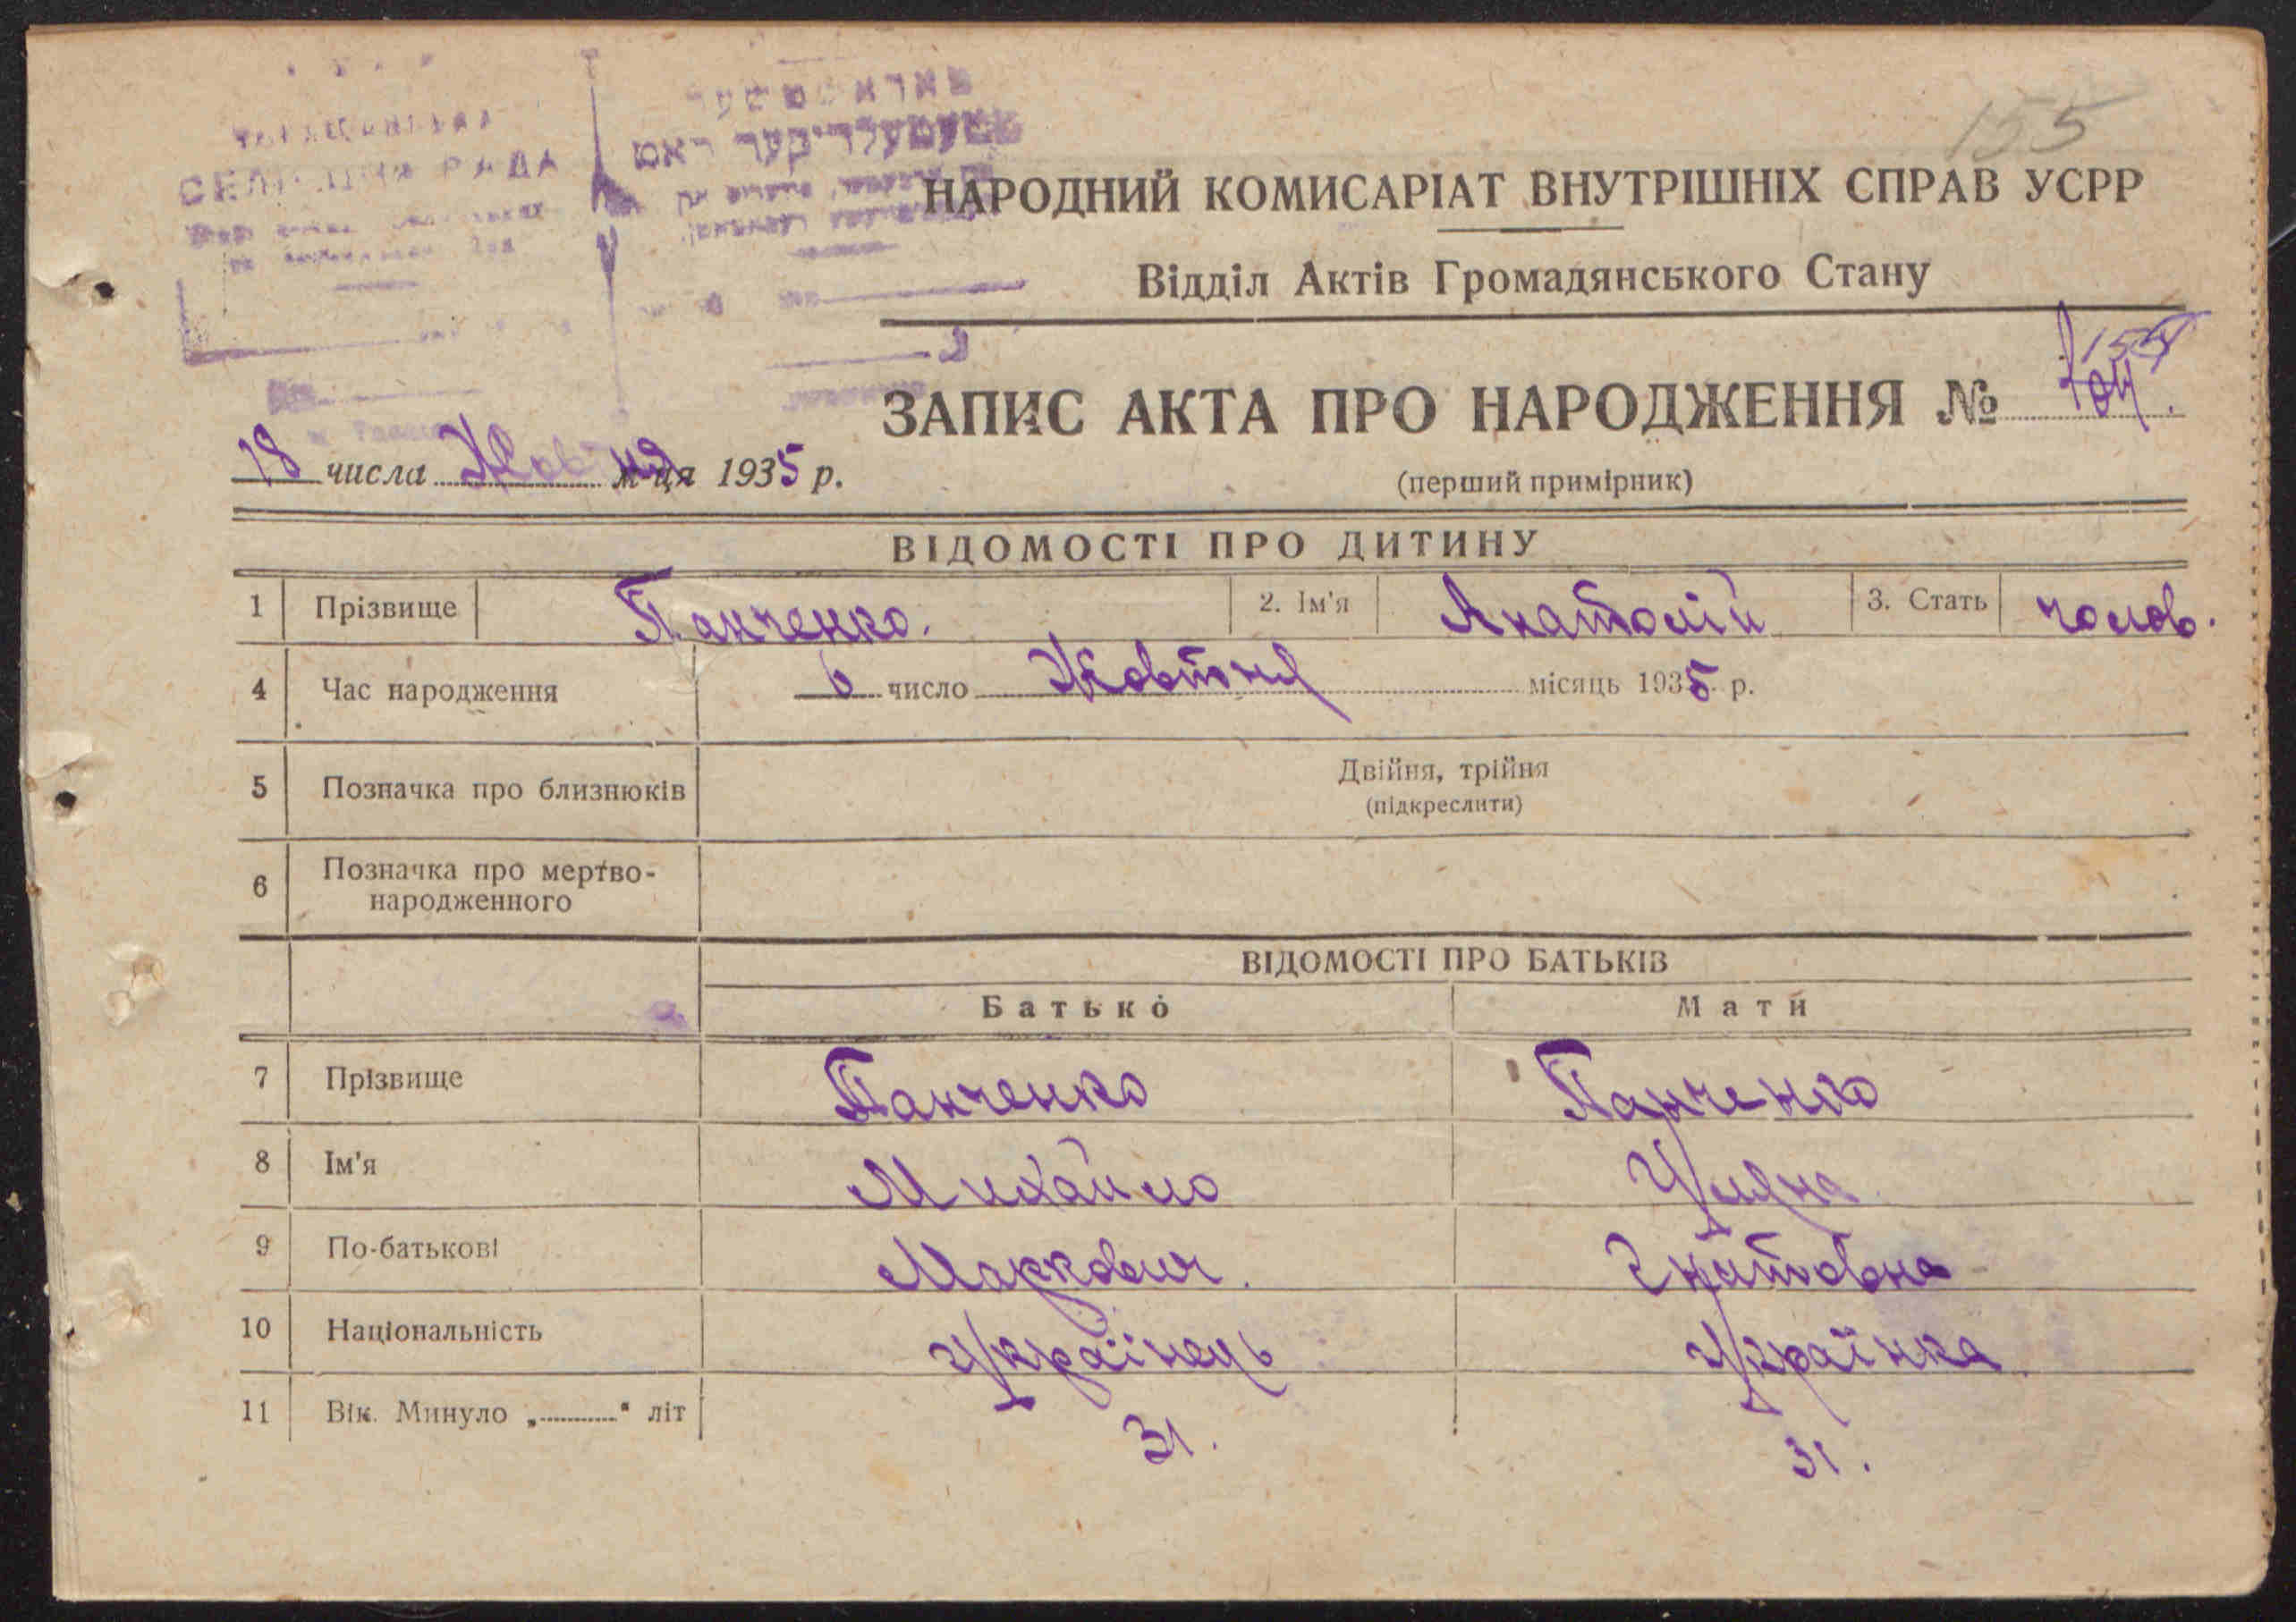 155
СЕЛИЩНА РАДА
ראט
НАРОДНИЙ КОМИСАРІАТ ВНУТРІШНІХ СПРАВ УСРР
Відділ Актів Громадянського Стану
ЗАПИС АКТА ПРО НАРОДЖЕННЯ №
18 числа Жовтня м-ця 1935 р.
(перший примірник)
ВІДОМОСТІ ПРО ДИТИНУ
1 Прізвище Панченко. 2. Ім'я Анатолій 3. Стать чолов.
4 Час народження 6 число Жовтня місяць 1935 р.
5 Позначка про близнюків Двійня, трійня
(підкреслити)
6 Позначка про мертво-
народженного
ВІДОМОСТІ ПРО БАТЬКІВ
Батько Мати
7 Прізвище Панченко Панченко
8 Ім'я Михайло Уляна
9 По-батькові Маркович. Гнатовна
10 Національність Українець Українка
11 Вік. Минуло „..........“ літ 31. 31.